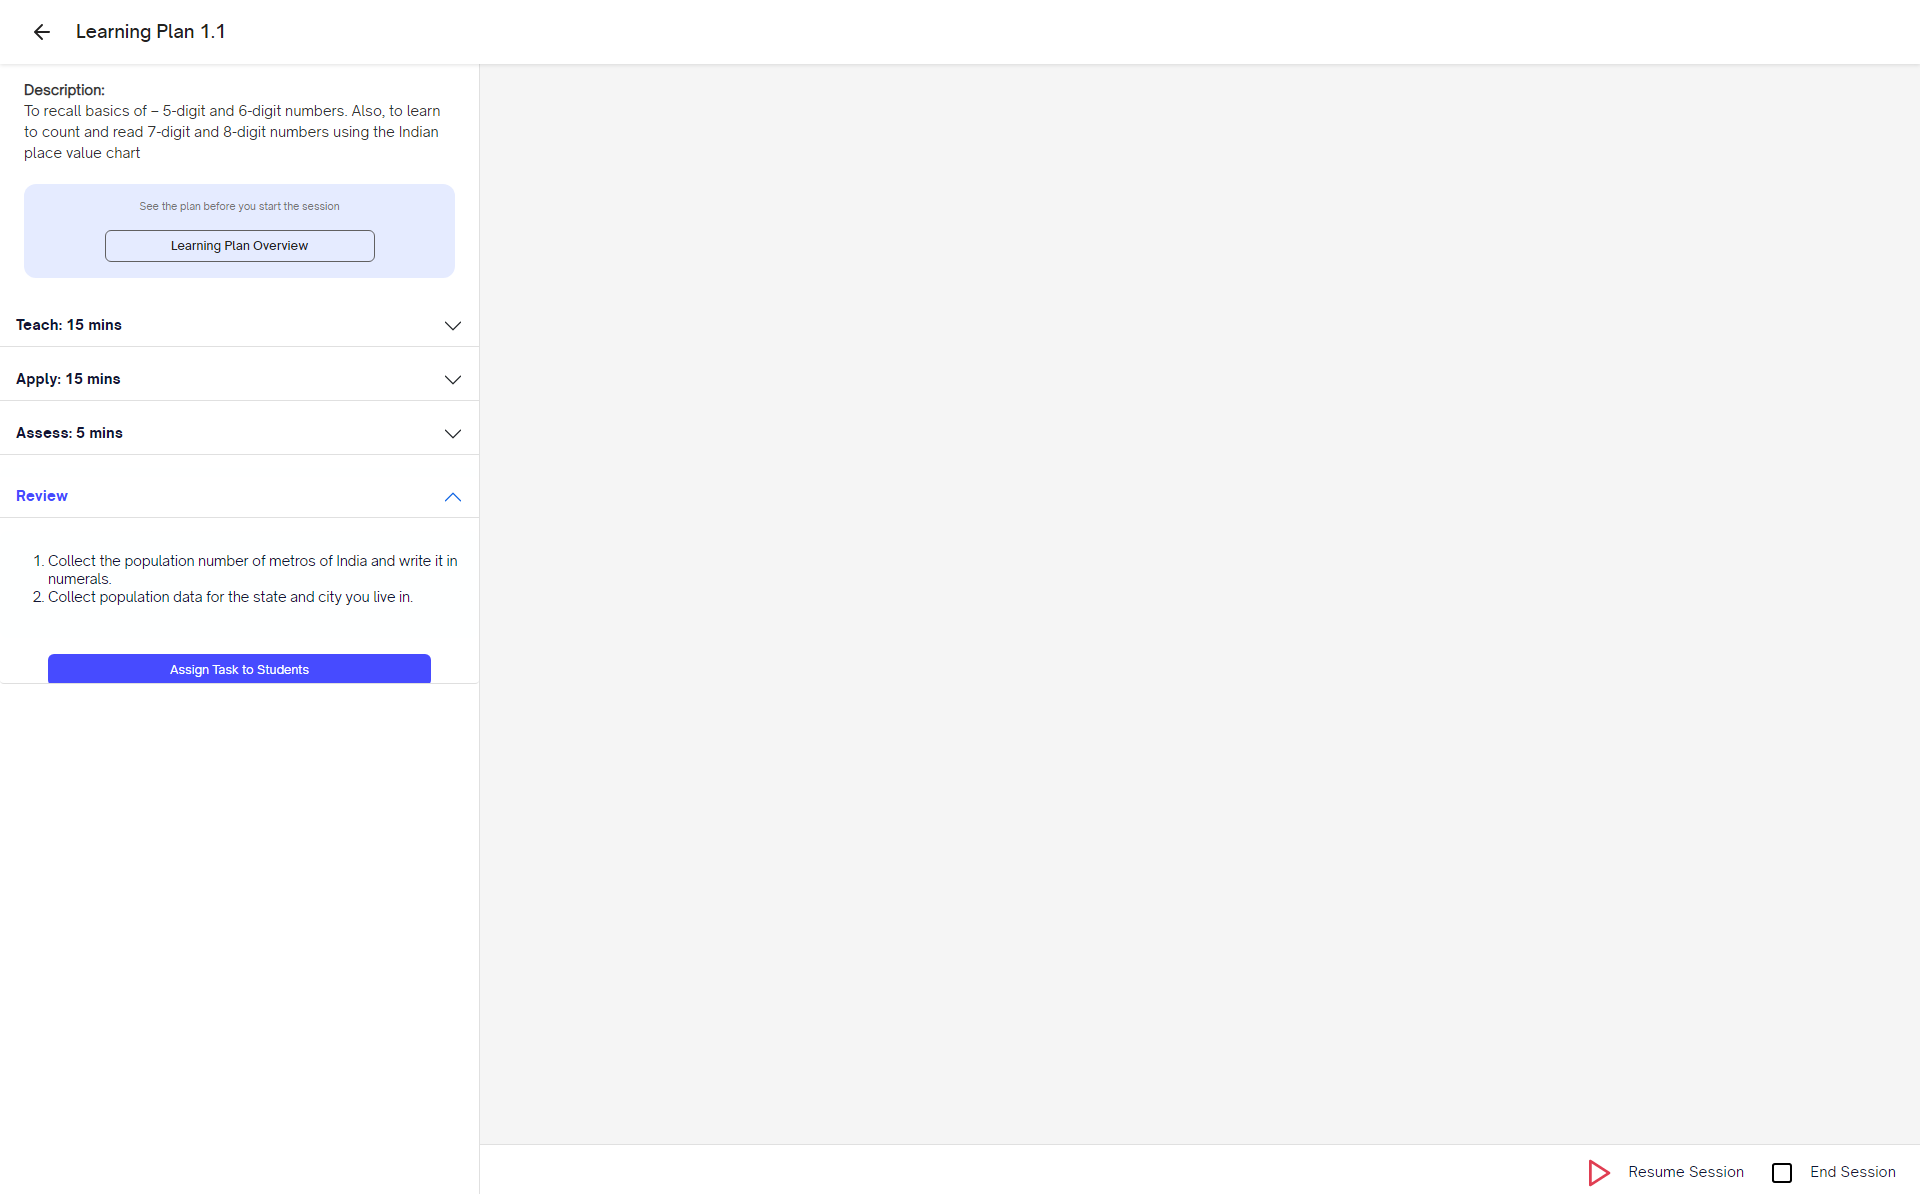 Learning Plan 1.1
Description:
To recall basics of – 5-digit and 6-digit numbers. Also, to learn
to count and read 7-digit and 8-digit numbers using the Indian
place value chart
See the plan before you start the session
Learning Plan Overview
Teach: 15 mins
Apply: 15 mins
Assess: 5 mins
Review
1. Collect the population number of metros of India and write it in
numerals.
2. Collect population data for the state and city you live in.
Assign Task to Students
Resume Session
End Session